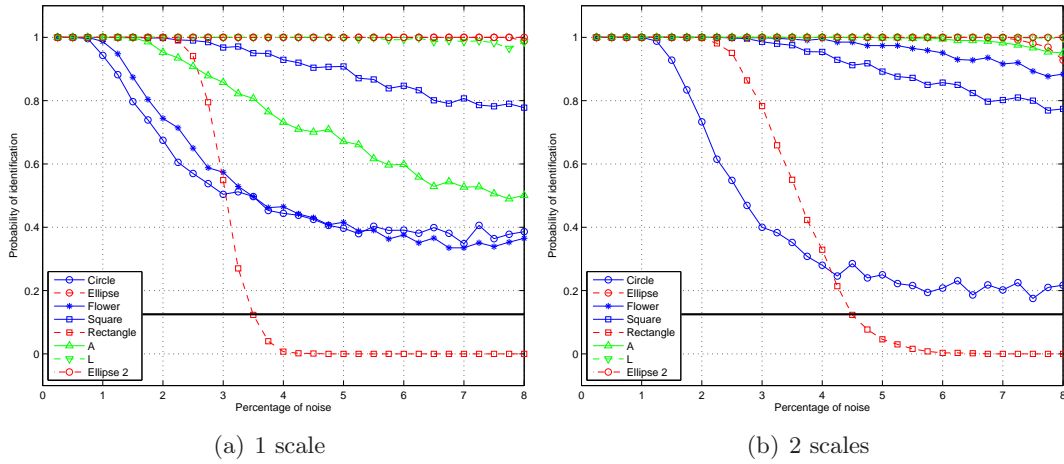 1
0.8
0.6
0.4
0.2
0
Probability of identification
Circle
Ellipse
Flower
Square
Rectangle
A
L
Ellipse 2
0 1 2 3 4 5 6 7 8
Percentage of noise
(a) 1 scale
1
0.8
0.6
0.4
0.2
0
Probability of identification
Circle
Ellipse
Flower
Square
Rectangle
A
L
Ellipse 2
0 1 2 3 4 5 6 7 8
Percentage of noise
(b) 2 scales